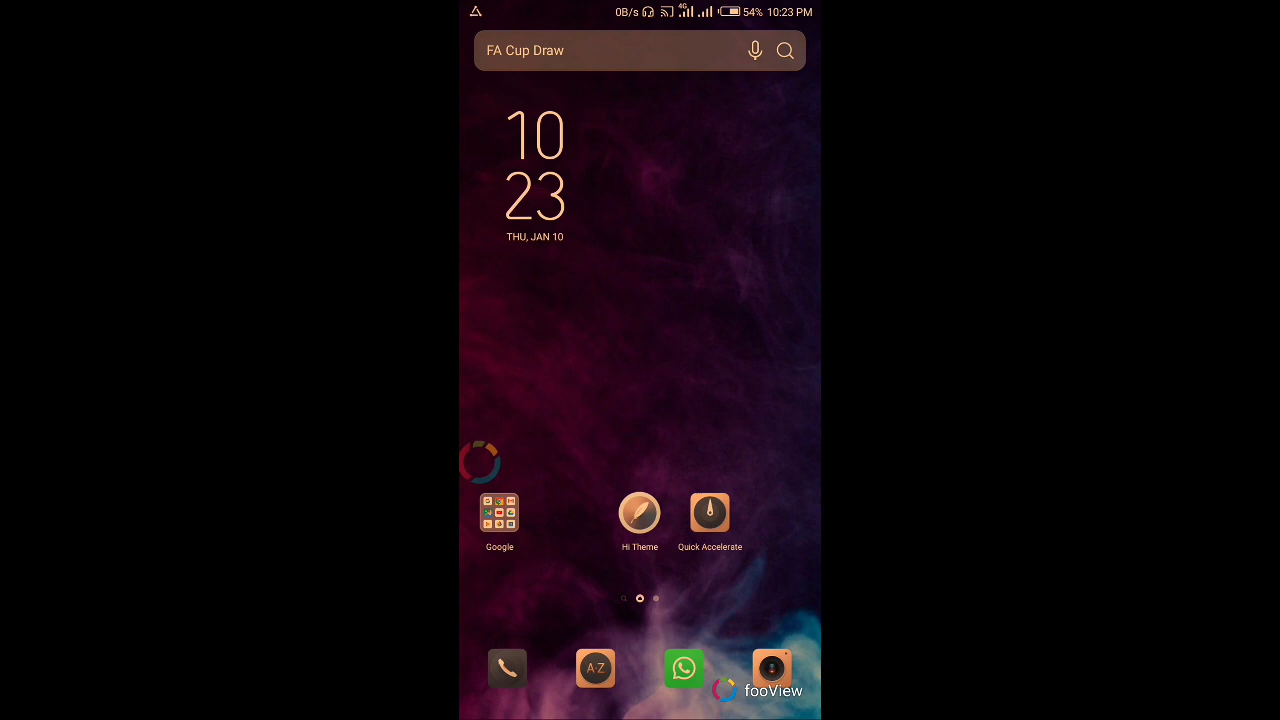 0B/s 4G 54% 10:23 PM
FA Cup Draw
10
23
THU, JAN 10
Google
Hi Theme
Quick Accelerate
A-Z
fooView